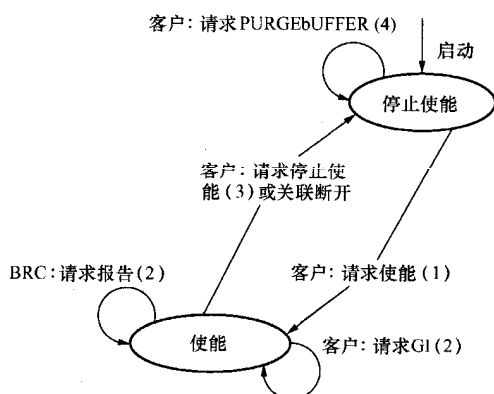 客户：请求PURGEbUFFER(4)
启动
停止使能
客户：请求停止使
能(3)或关联断开
BRC：请求报告(2)
客户：请求使能(1)
使能
客户：请求GI(2)